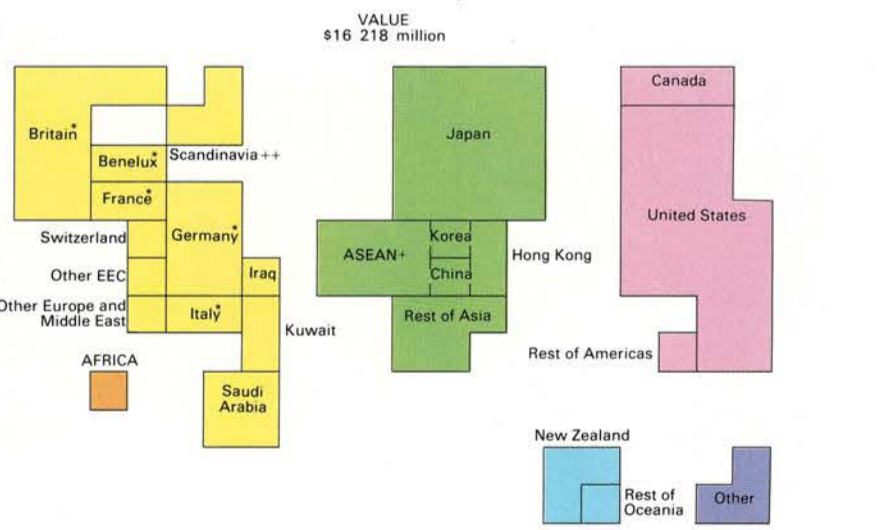 VALUE
$16 218 million
Canada
Britain*
Japan
Benelux*
Scandinavia++
France*
United States
Switzerland
Germany*
Korea
ASEAN+
Hong Kong
Other EEC
Iraq
China
Other Europe and
Middle East
Italy*
Rest of Asia
Kuwait
Rest of Americas
AFRICA
Saudi
Arabia
New Zealand
Rest of
Oceania
Other